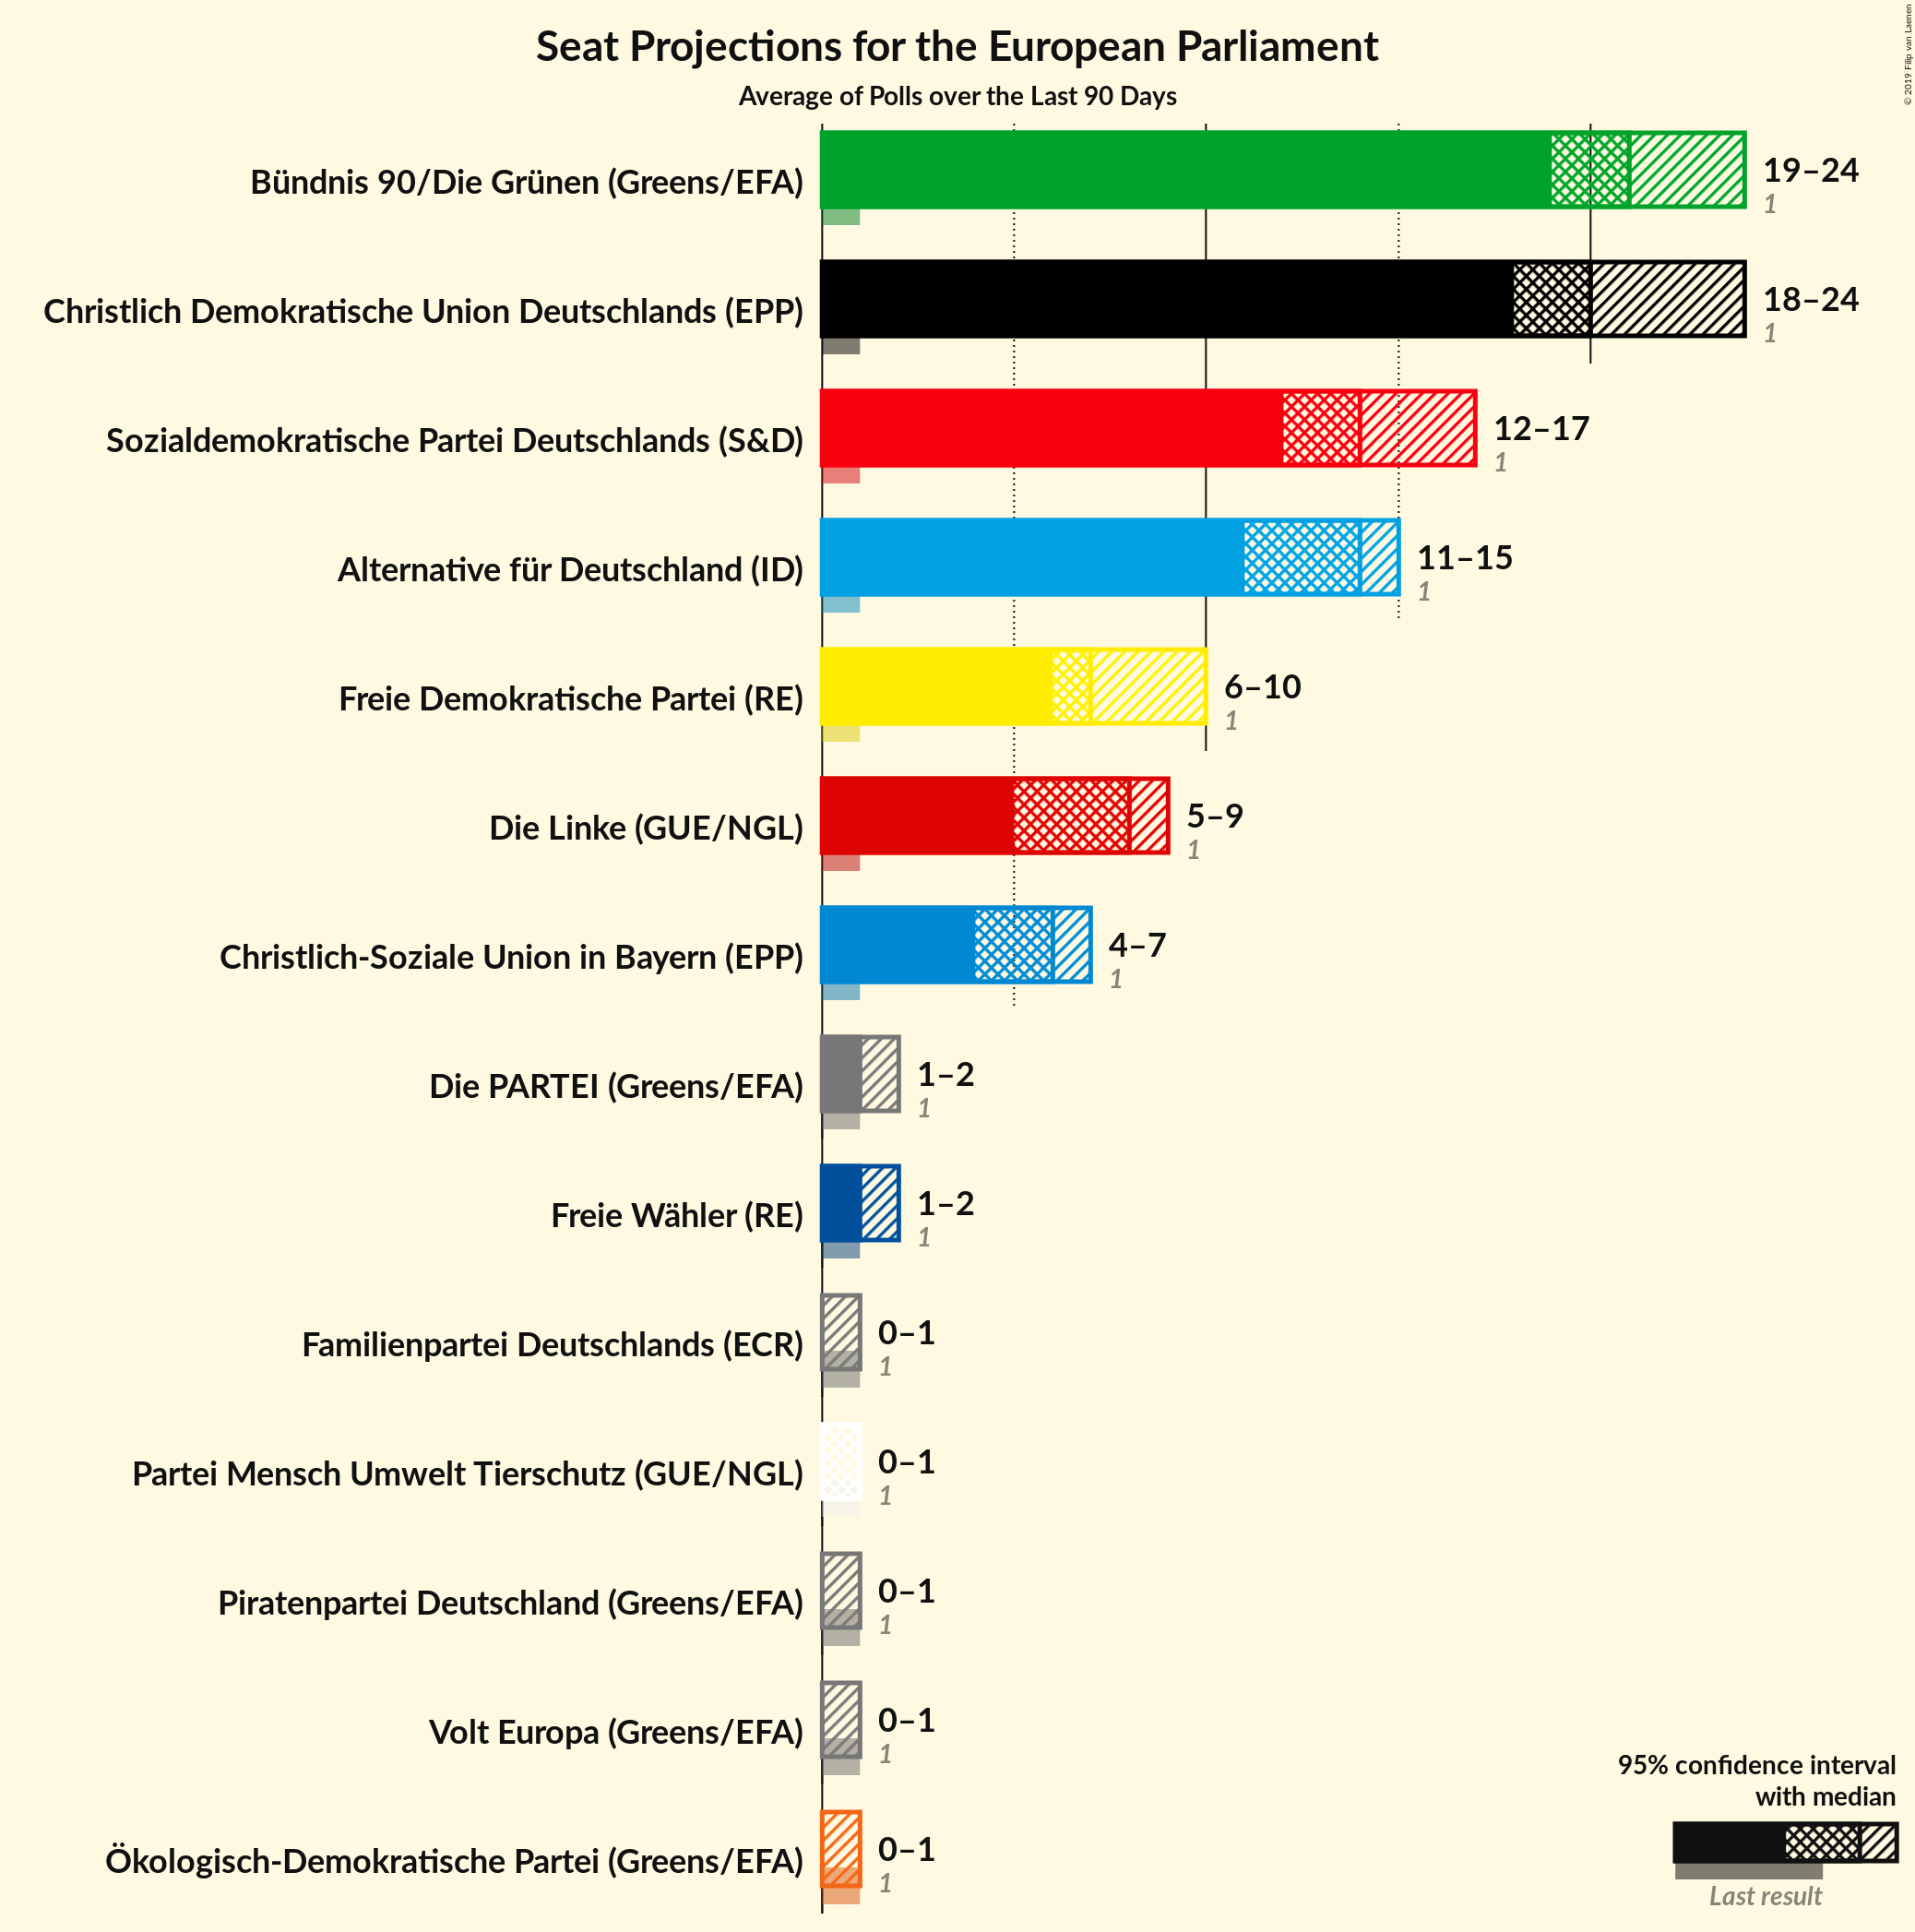 Seat Projections for the European Parliament
Average of Polls over the Last 90 Days
© 2019 Filip van Laenen
Bündnis 90/Die Grünen (Greens/EFA)
19–24
1
Christlich Demokratische Union Deutschlands (EPP)
18–24
1
Sozialdemokratische Partei Deutschlands (S&D)
12–17
1
Alternative für Deutschland (ID)
11–15
1
Freie Demokratische Partei (RE)
6–10
1
Die Linke (GUE/NGL)
5–9
1
Christlich-Soziale Union in Bayern (EPP)
4–7
1
Die PARTEI (Greens/EFA)
1–2
1
Freie Wähler (RE)
1–2
1
Familienpartei Deutschlands (ECR)
0–1
1
Partei Mensch Umwelt Tierschutz (GUE/NGL)
0–1
1
Piratenpartei Deutschland (Greens/EFA)
0–1
1
Volt Europa (Greens/EFA)
0–1
1
Ökologisch-Demokratische Partei (Greens/EFA)
0–1
1
95% confidence interval
with median
Last result